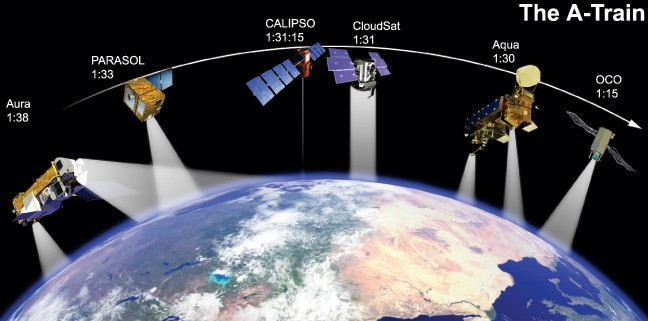 The A-Train
CALIPSO
1:31:15
CloudSat
1:31
Aqua
1:30
PARASOL
1:33
OCO
1:15
Aura
1:38